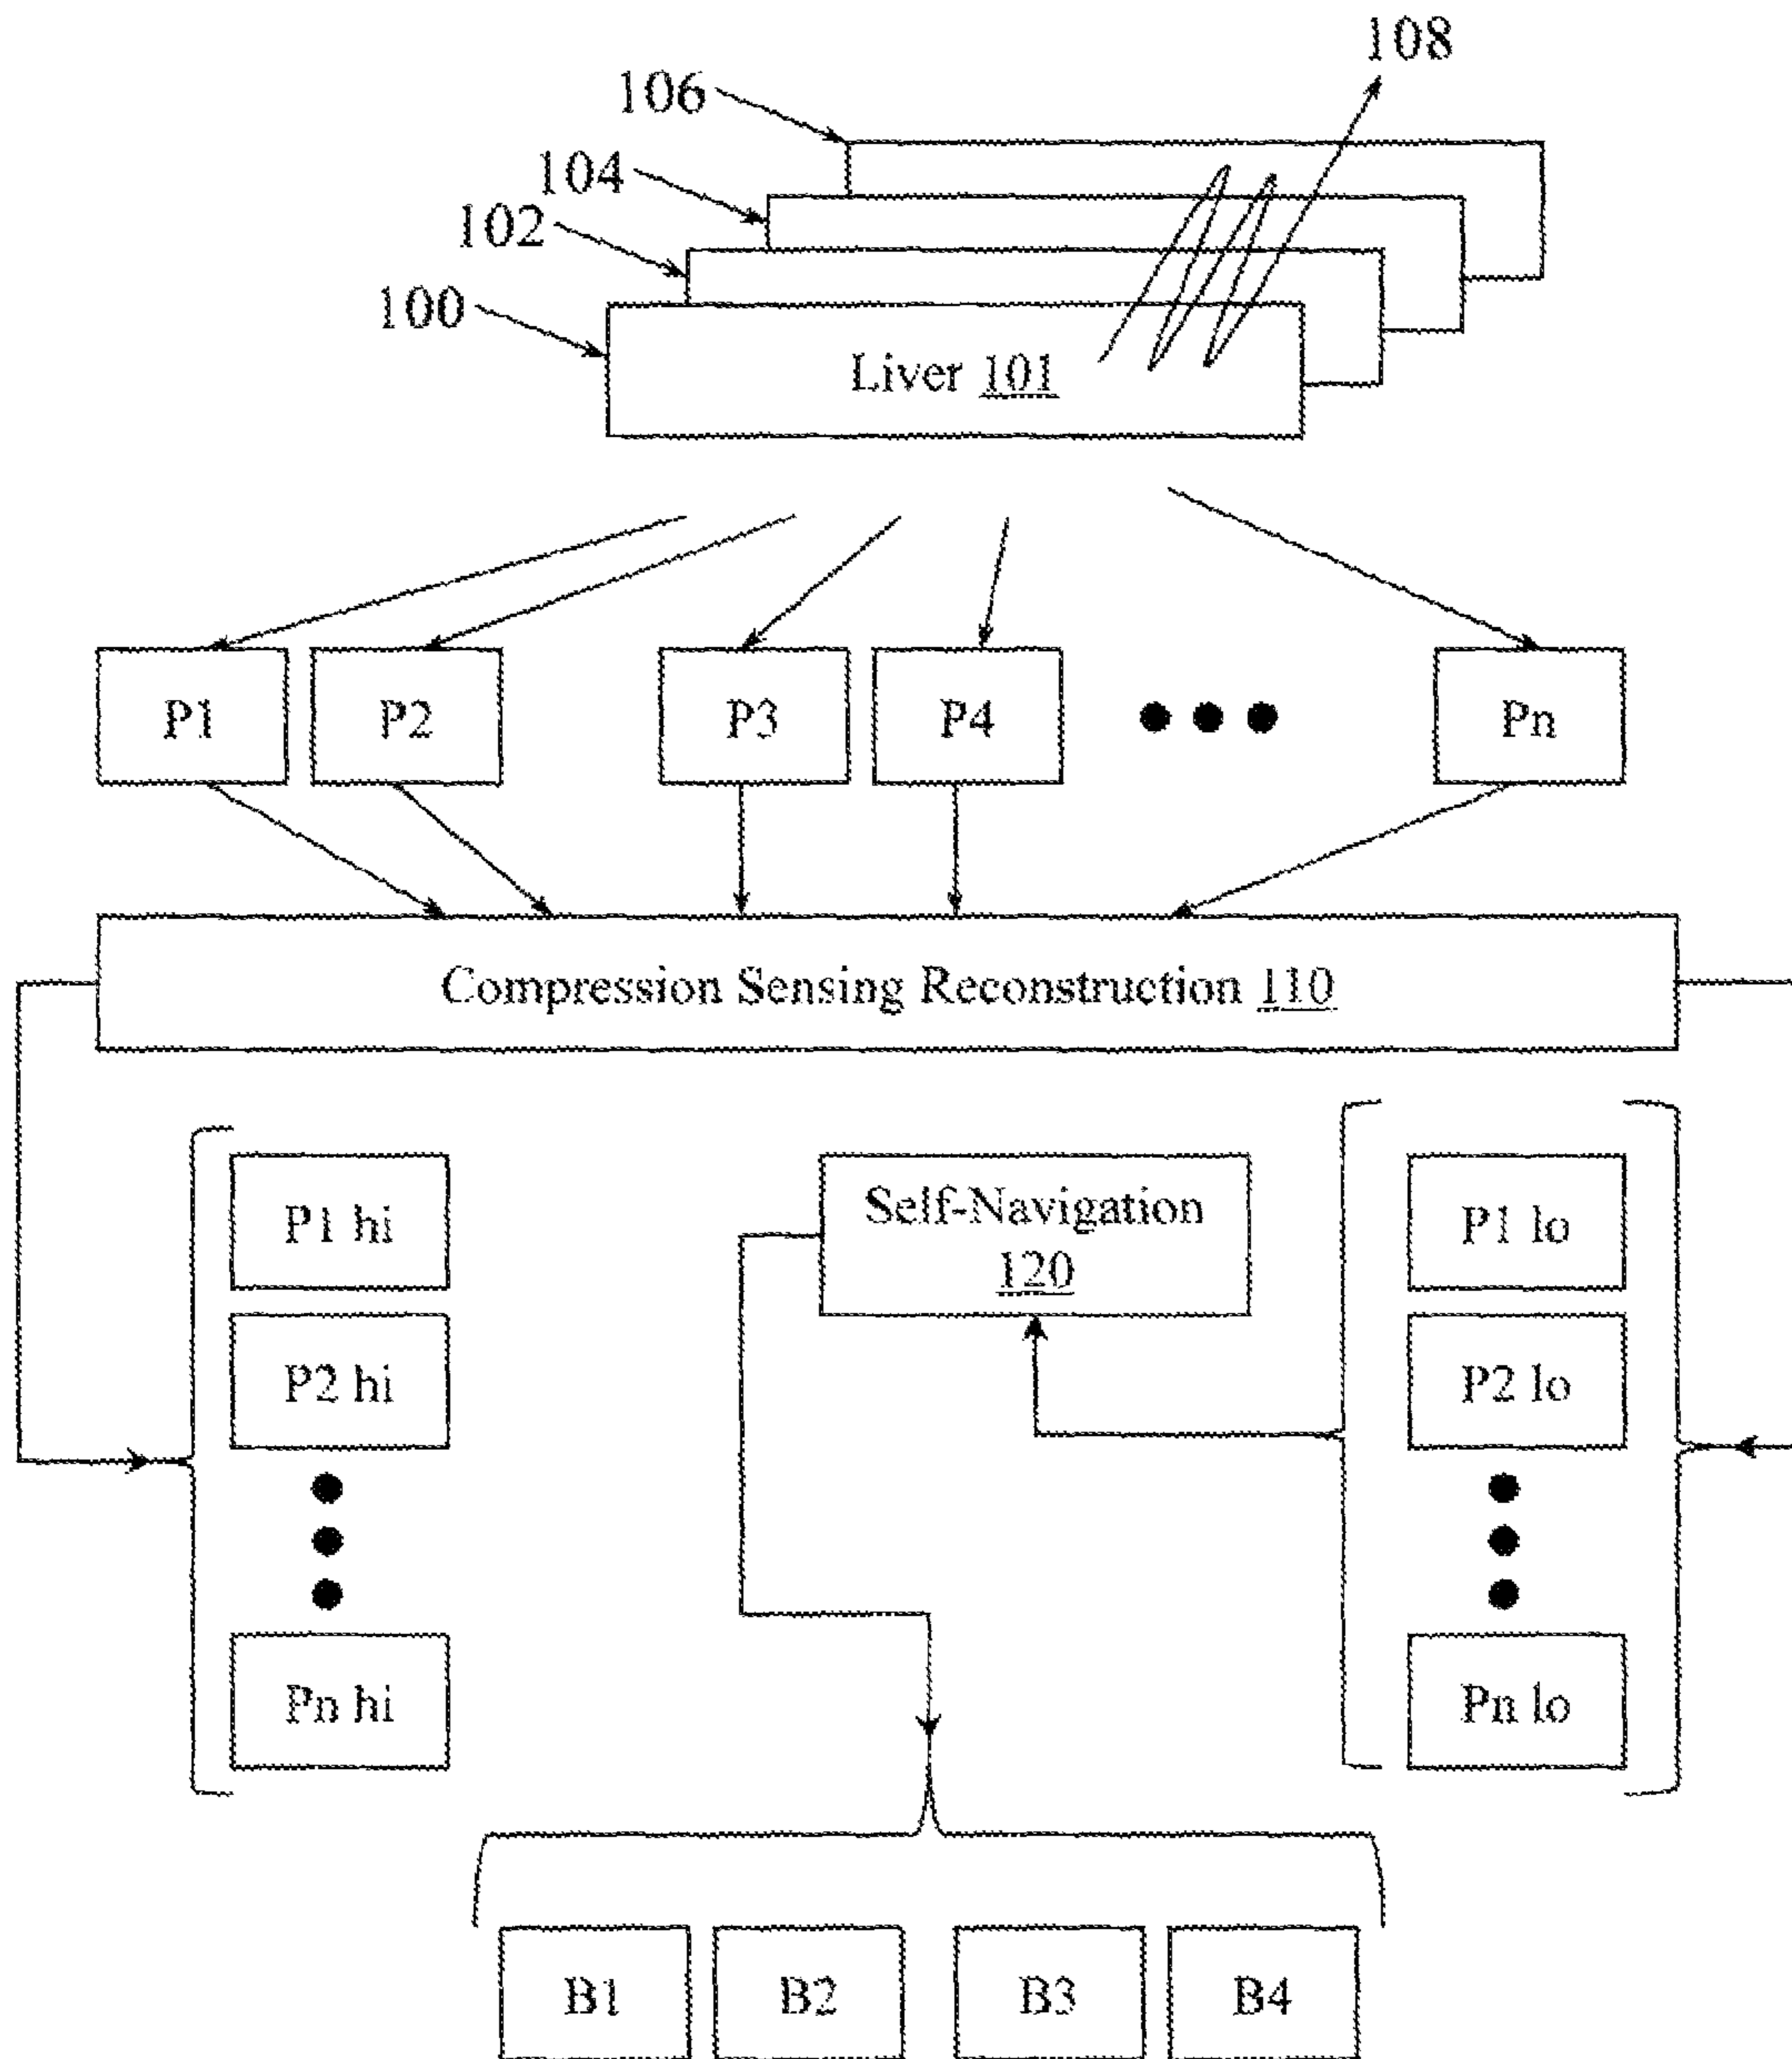 108
106
104
102
100
Liver 101
P1 P2 P3 P4 Pn
Compression Sensing Reconstruction 110
P1 hi
Self-Navigation
120
P1 lo
P2 hi
P2 lo
Pn hi
Pn lo
B1 B2 B3 B4